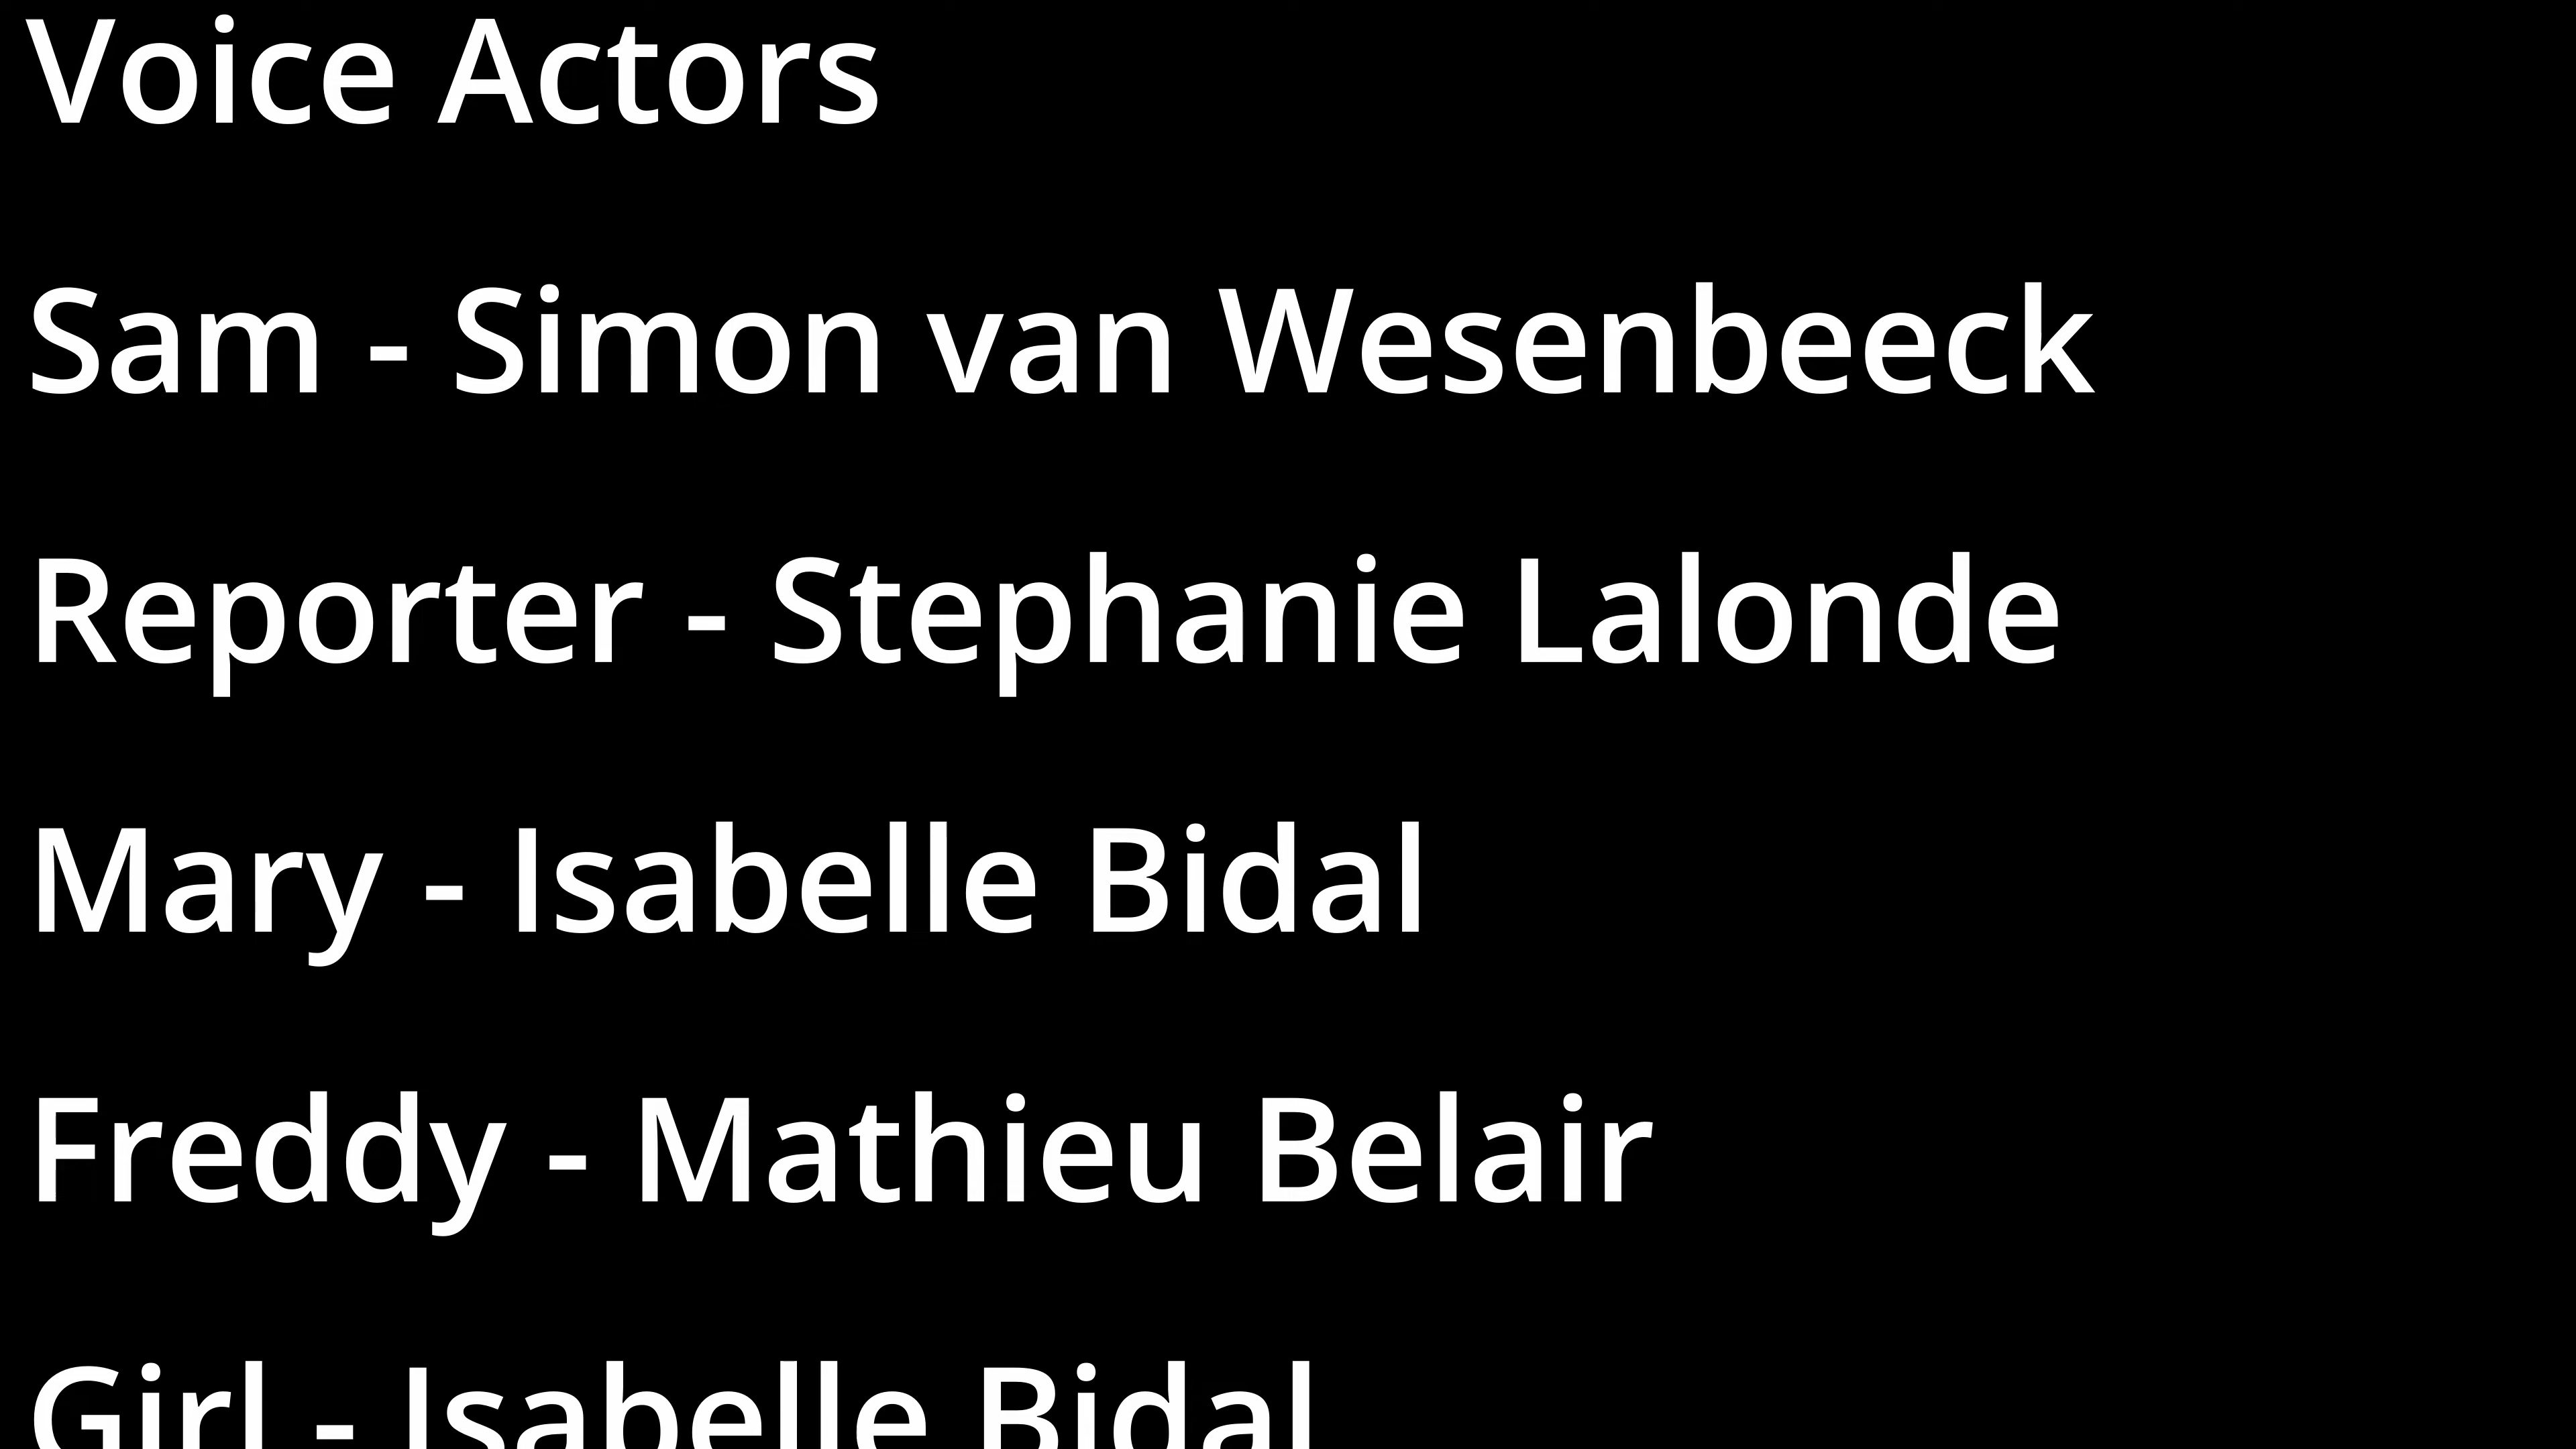 Voice Actors
Sam - Simon van Wesenbeeck
Reporter - Stephanie Lalonde
Mary - Isabelle Bidal
Freddy - Mathieu Belair
Girl - Isabelle Bidal